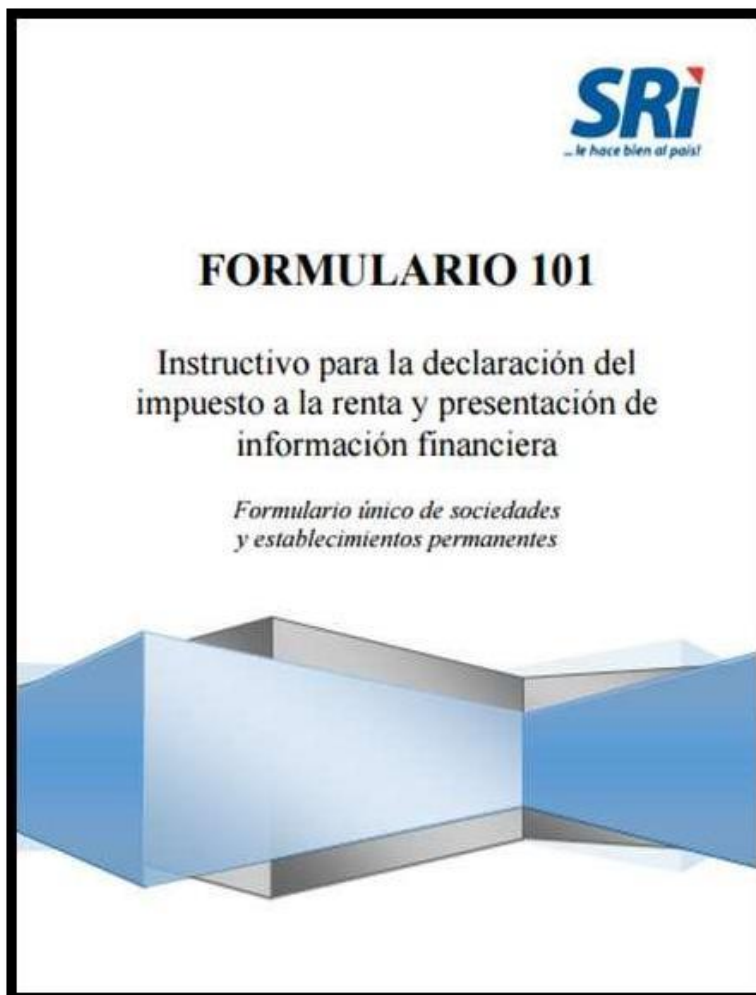 SRi
... le hace bien al país!
FORMULARIO 101
Instructivo para la declaración del
impuesto a la renta y presentación de
información financiera
Formulario único de sociedades
y establecimientos permanentes